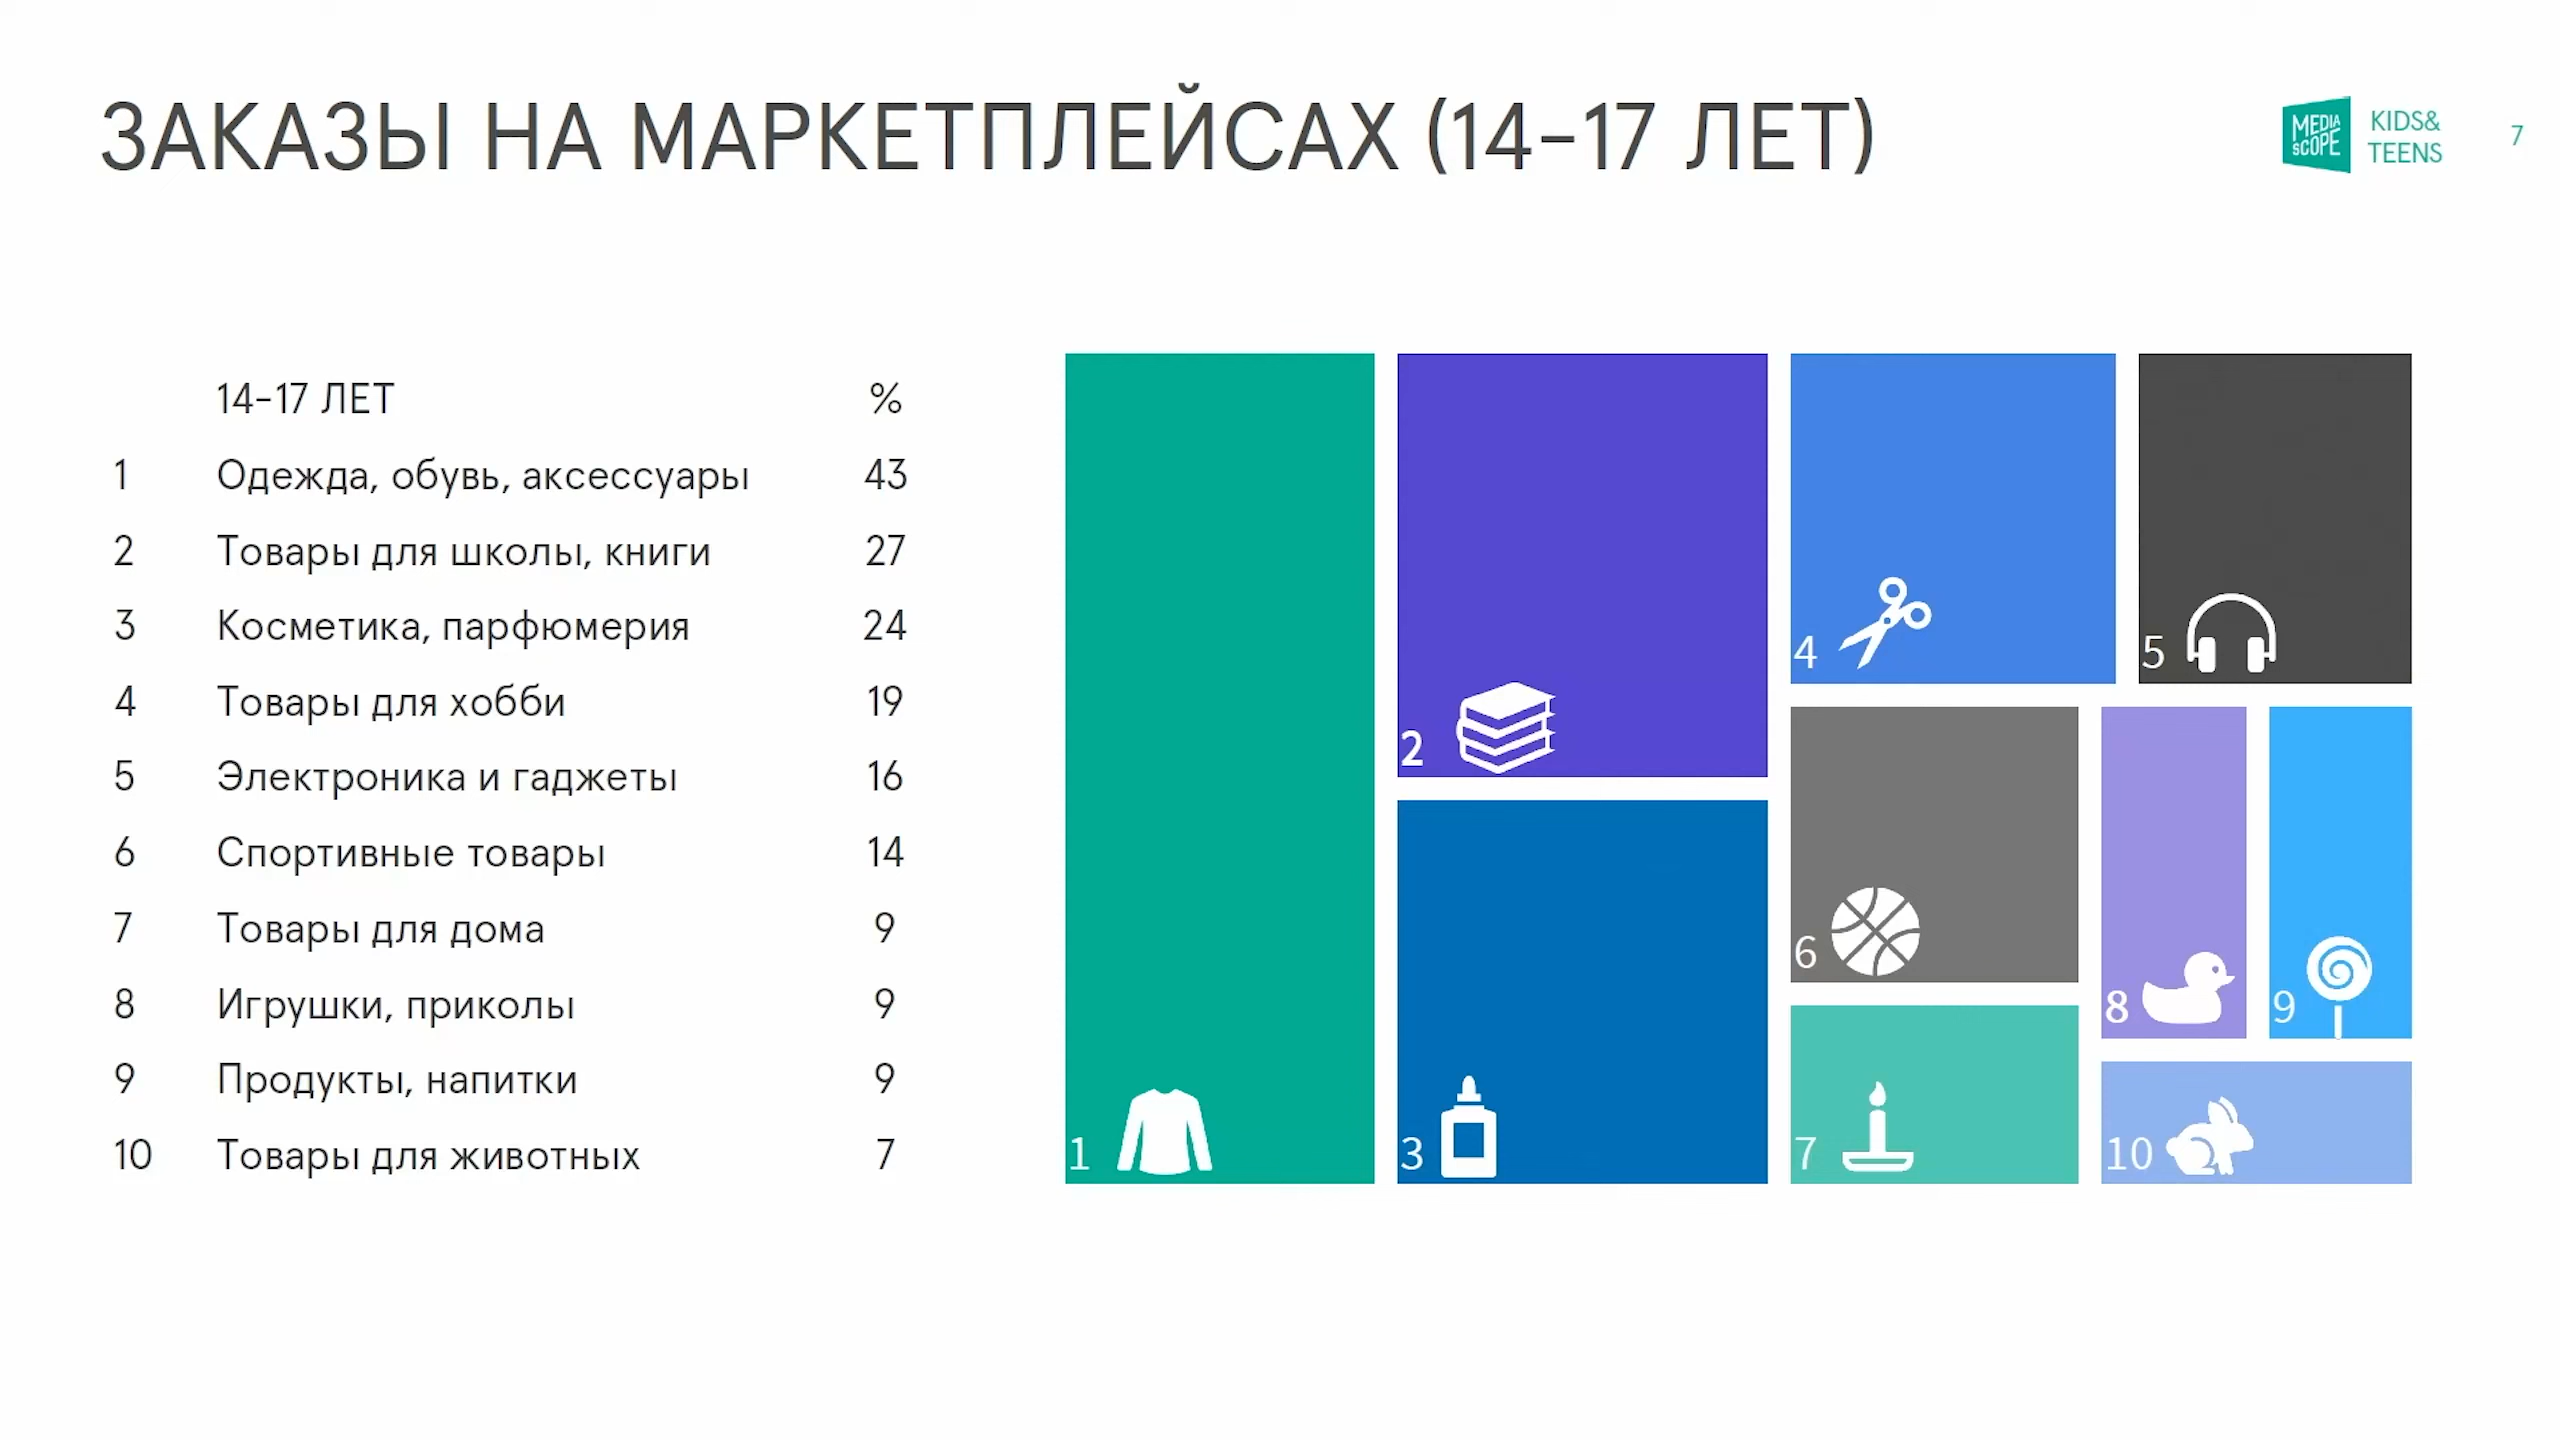 ЗАКАЗЫ НА МАРКЕТПЛЕЙСАХ (14-17 ЛЕТ)
MEDIA
SCOPE
KIDS&
TEENS
7
14-17 ЛЕТ %
1 Одежда, обувь, аксессуары 43
2 Товары для школы, книги 27
3 Косметика, парфюмерия 24
4 Товары для хобби 19
5 Электроника и гаджеты 16
6 Спортивные товары 14
7 Товары для дома 9
8 Игрушки, приколы 9
9 Продукты, напитки 9
10 Товары для животных 7
1
2
3
4
5
6
7
8
9
10